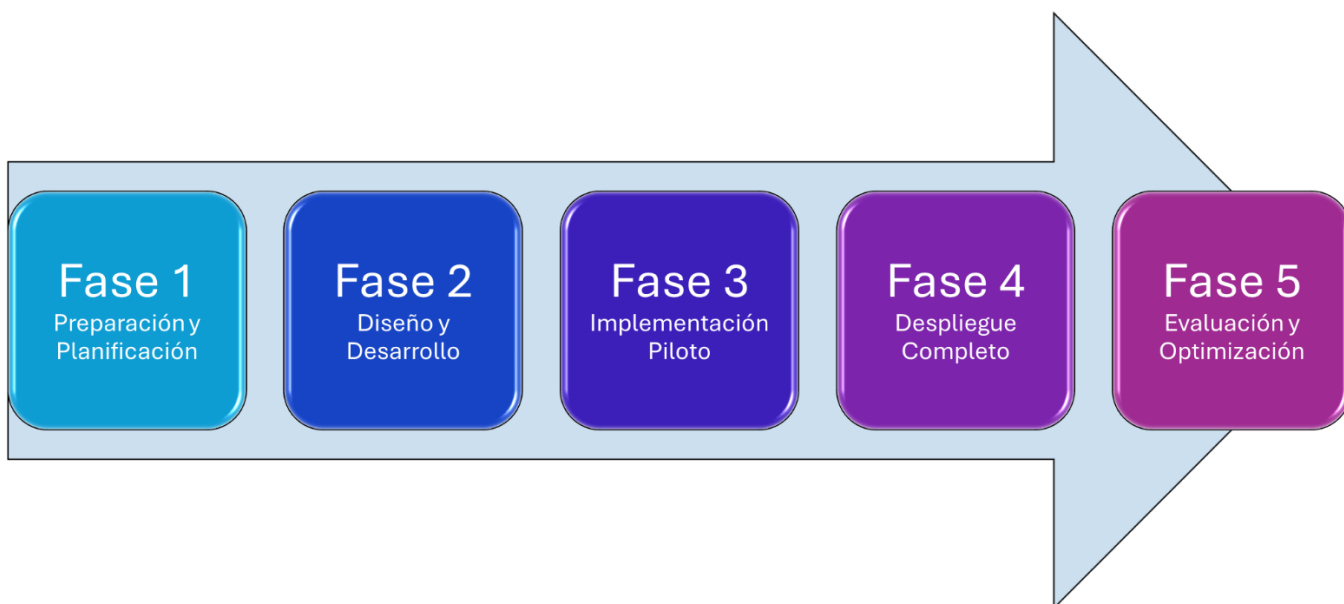 Fase 1
Preparación y
Planificación
Fase 2
Diseño y
Desarrollo
Fase 3
Implementación
Piloto
Fase 4
Despliegue
Completo
Fase 5
Evaluación y
Optimización